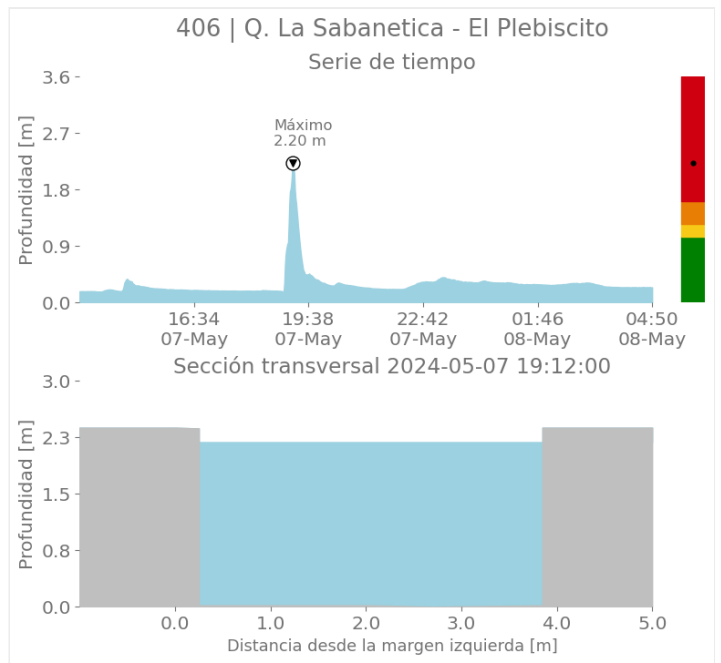 406 | Q. La Sabanetica - El Plebiscito
Serie de tiempo
3.6
2.7
1.8
0.9
0.0
Profundidad [m]
Máximo
2.20 m
16:34 19:38 22:42 01:46 04:50
07-May 07-May 07-May 08-May 08-May
Sección transversal 2024-05-07 19:12:00
3.0
2.3
1.5
0.8
0.0
Profundidad [m]
0.0 1.0 2.0 3.0 4.0 5.0
Distancia desde la margen izquierda [m]